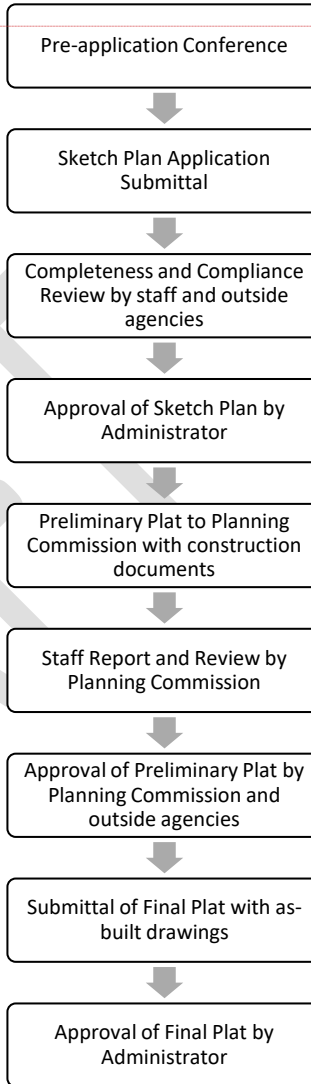 Pre-application Conference
Sketch Plan Application
Submittal
Completeness and Compliance
Review by staff and outside
agencies
Approval of Sketch Plan by
Administrator
Preliminary Plat to Planning
Commission with construction
documents
Staff Report and Review by
Planning Commission
Approval of Preliminary Plat by
Planning Commission and
outside agencies
Submittal of Final Plat with as-
built drawings
Approval of Final Plat by
Administrator